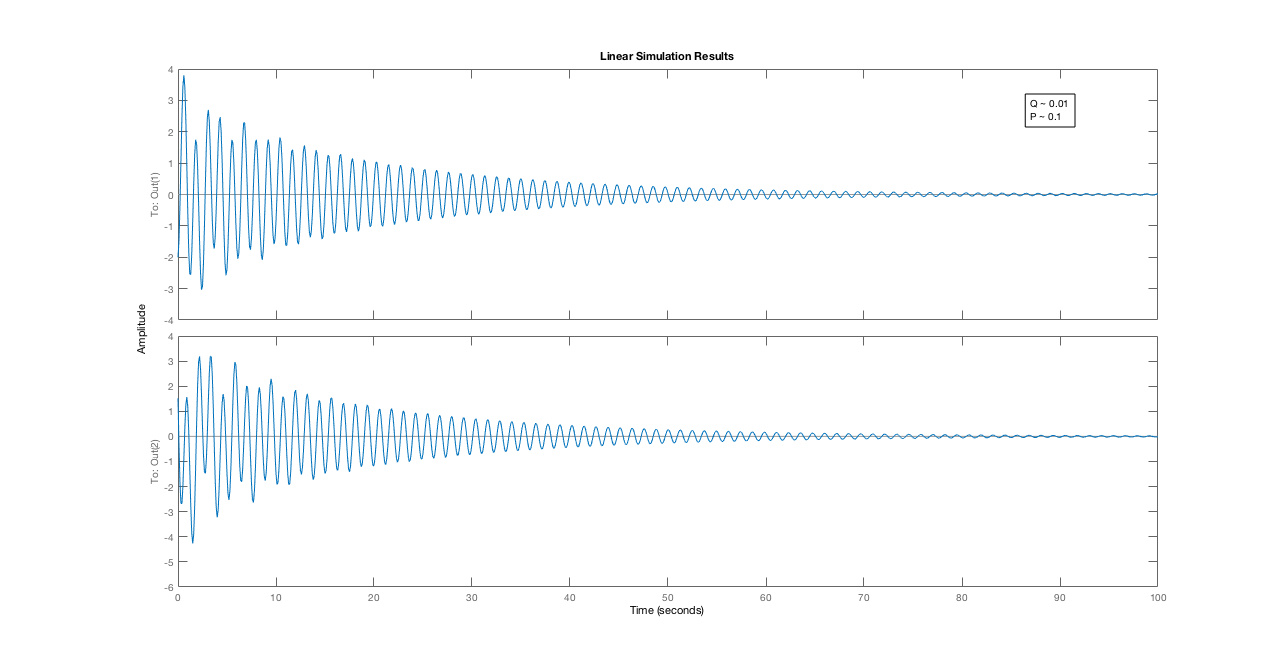 Linear Simulation Results
Q ~ 0.01
P ~ 0.1
To: Out(1)
4
3
2
1
0
-1
-2
-3
-4
Amplitude
To: Out(2)
4
3
2
1
0
-1
-2
-3
-4
-5
-6
0 10 20 30 40 50 60 70 80 90 100
Time (seconds)